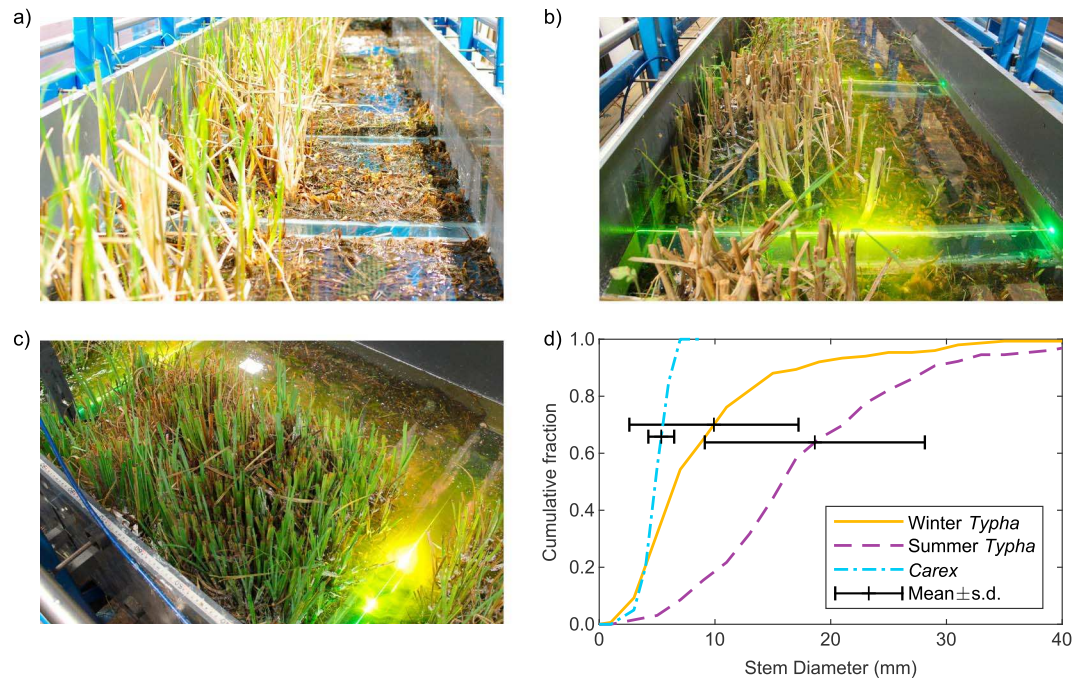 a)
b)
c)
d)
Cumulative fraction
1.0
0.8
0.6
0.4
0.2
0.0
0
10
20
30
40
Stem Diameter (mm)
Winter Typha
Summer Typha
Carex
Mean±s.d.